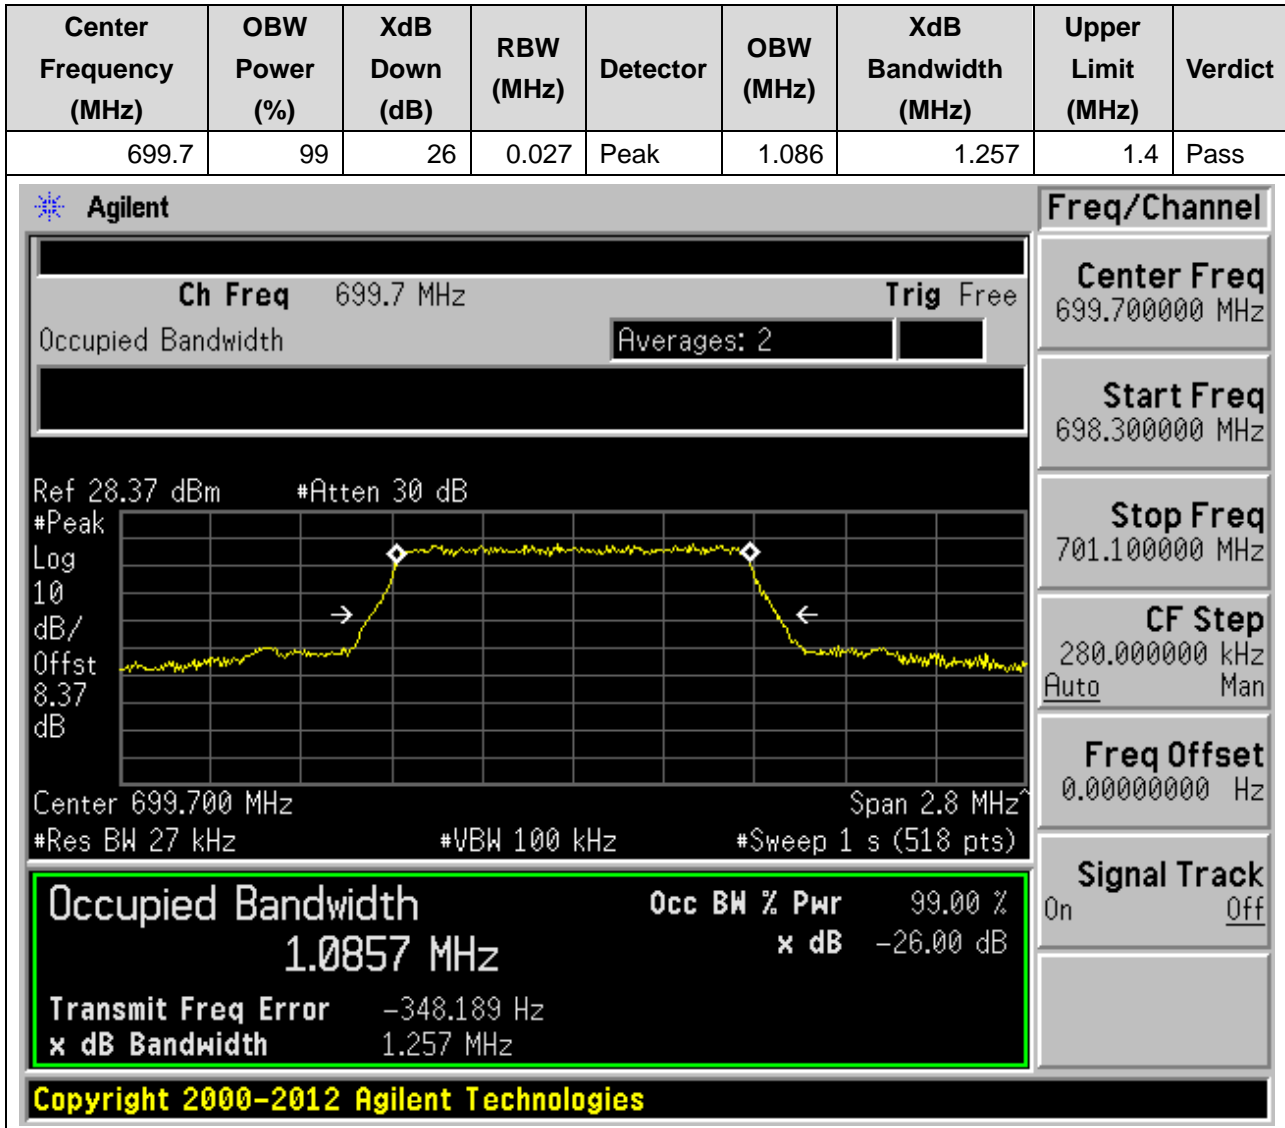 Center Frequency (MHz) OBW Power (%) XdB Down (dB) RBW (MHz) Detector OBW (MHz) XdB Bandwidth (MHz) Upper Limit (MHz) Verdict
699.7 99 26 0.027 Peak 1.086 1.257 1.4 Pass
Agilent
Freq/Channel
Ch Freq 699.7 MHz Trig Free
Occupied Bandwidth Averages: 2
Center Freq
699.700000 MHz
Start Freq
698.300000 MHz
Stop Freq
701.100000 MHz
CF Step
280.000000 kHz
Auto Man
Freq Offset
0.00000000 Hz
Signal Track
On Off
Ref 28.37 dBm #Atten 30 dB
#Peak
Log
10
dB/
Offst
8.37
dB
Center 699.700 MHz Span 2.8 MHz^
#Res BW 27 kHz #VBW 100 kHz #Sweep 1 s (518 pts)
Occupied Bandwidth Occ BW % Pwr 99.00 %
1.0857 MHz x dB -26.00 dB
Transmit Freq Error -348.189 Hz
x dB Bandwidth 1.257 MHz
Copyright 2000-2012 Agilent Technologies